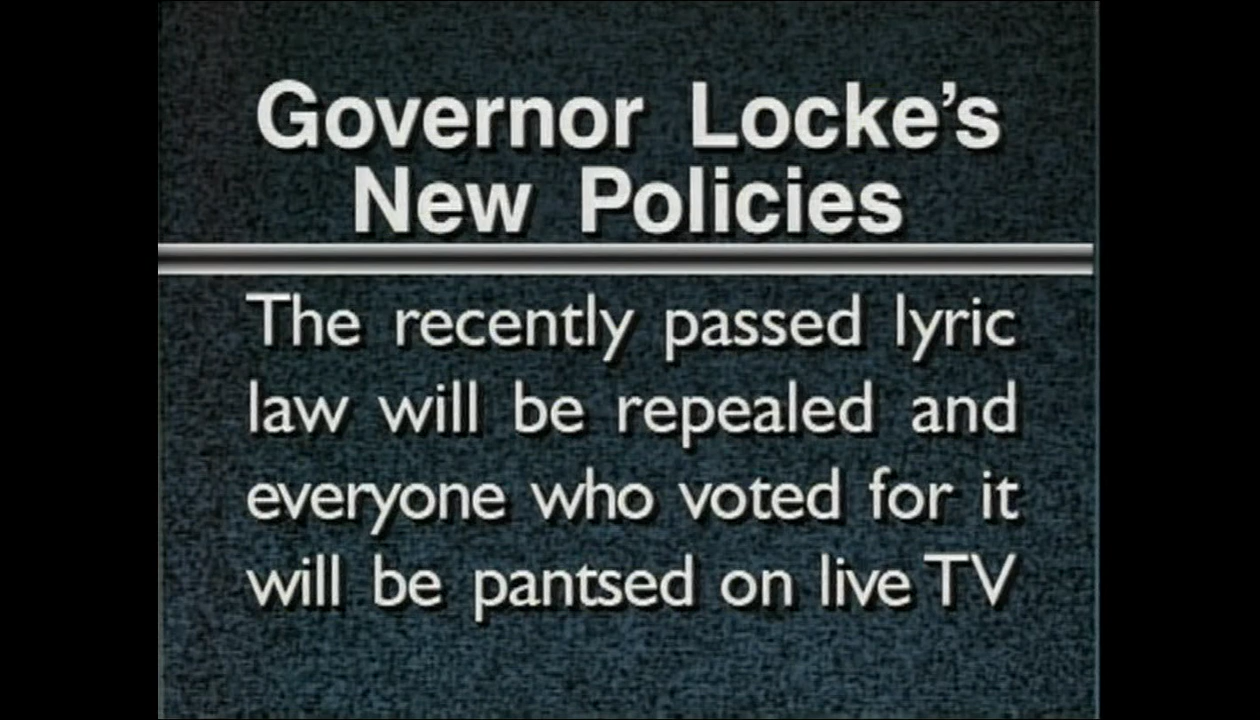 Governor Locke's
New Policies
The recently passed lyric
law will be repealed and
everyone who voted for it
will be pantsed on live TV